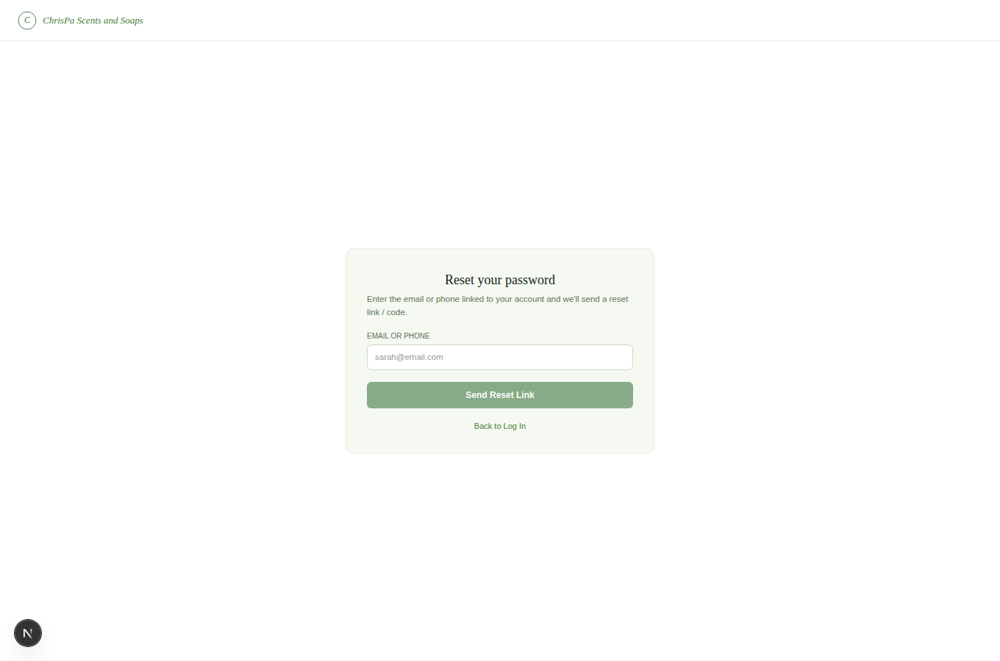 C
ChrisPa Scents and Soaps
Reset your password
Enter the email or phone linked to your account and we'll send a reset
link / code.
EMAIL OR PHONE
sarah@email.com
Send Reset Link
Back to Log In
N